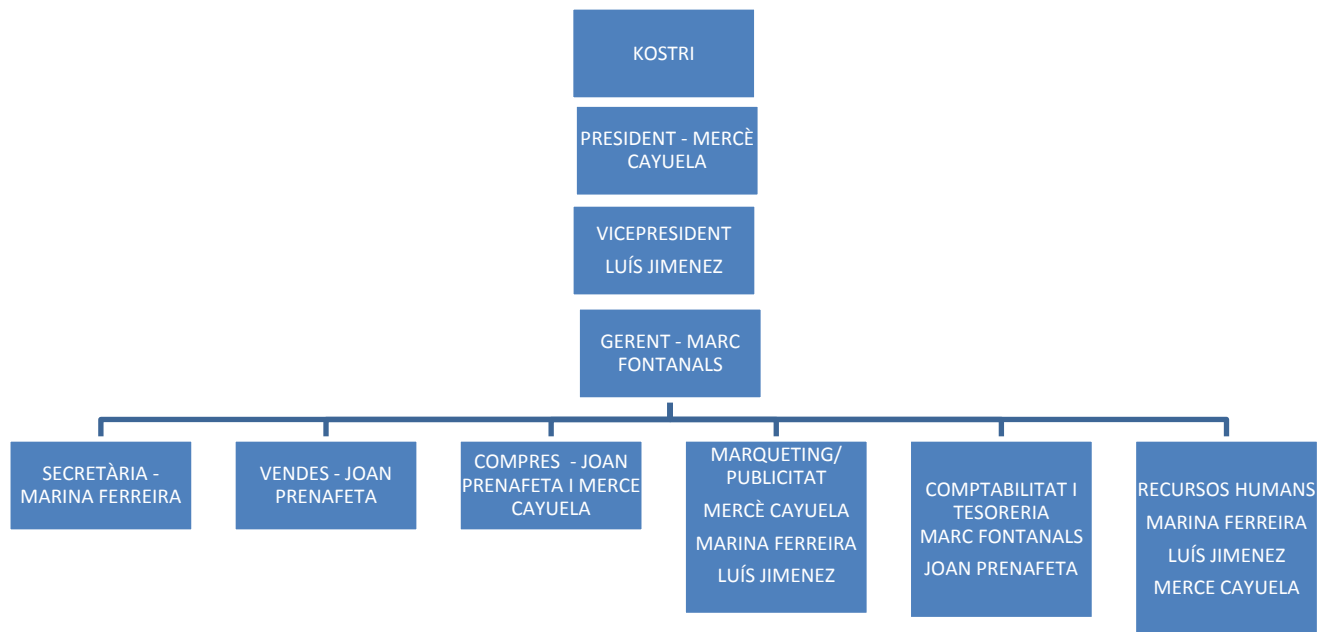 KOSTRI
PRESIDENT - MERCÈ
CAYUELA
VICEPRESIDENT
LUÍS JIMENEZ
GERENT - MARC
FONTANALS
SECRETÀRIA -
MARINA FERREIRA
VENDES - JOAN
PRENAFETA
COMPRES - JOAN
PRENAFETA I MERCE
CAYUELA
MARQUETING/
PUBLICITAT
MERCÈ CAYUELA
MARINA FERREIRA
LUÍS JIMENEZ
COMPTABILITAT I
TESORERIA
MARC FONTANALS
JOAN PRENAFETA
RECURSOS HUMANS
MARINA FERREIRA
LUÍS JIMENEZ
MERCE CAYUELA